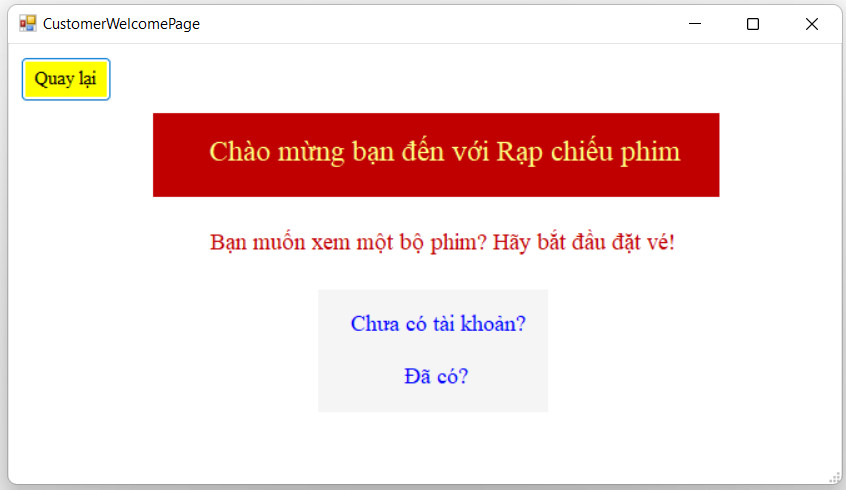 CustomerWelcomePage
Quay lại
Chào mừng bạn đến với Rạp chiếu phim
Bạn muốn xem một bộ phim? Hãy bắt đầu đặt vé!
Chưa có tài khoản?
Đã có?